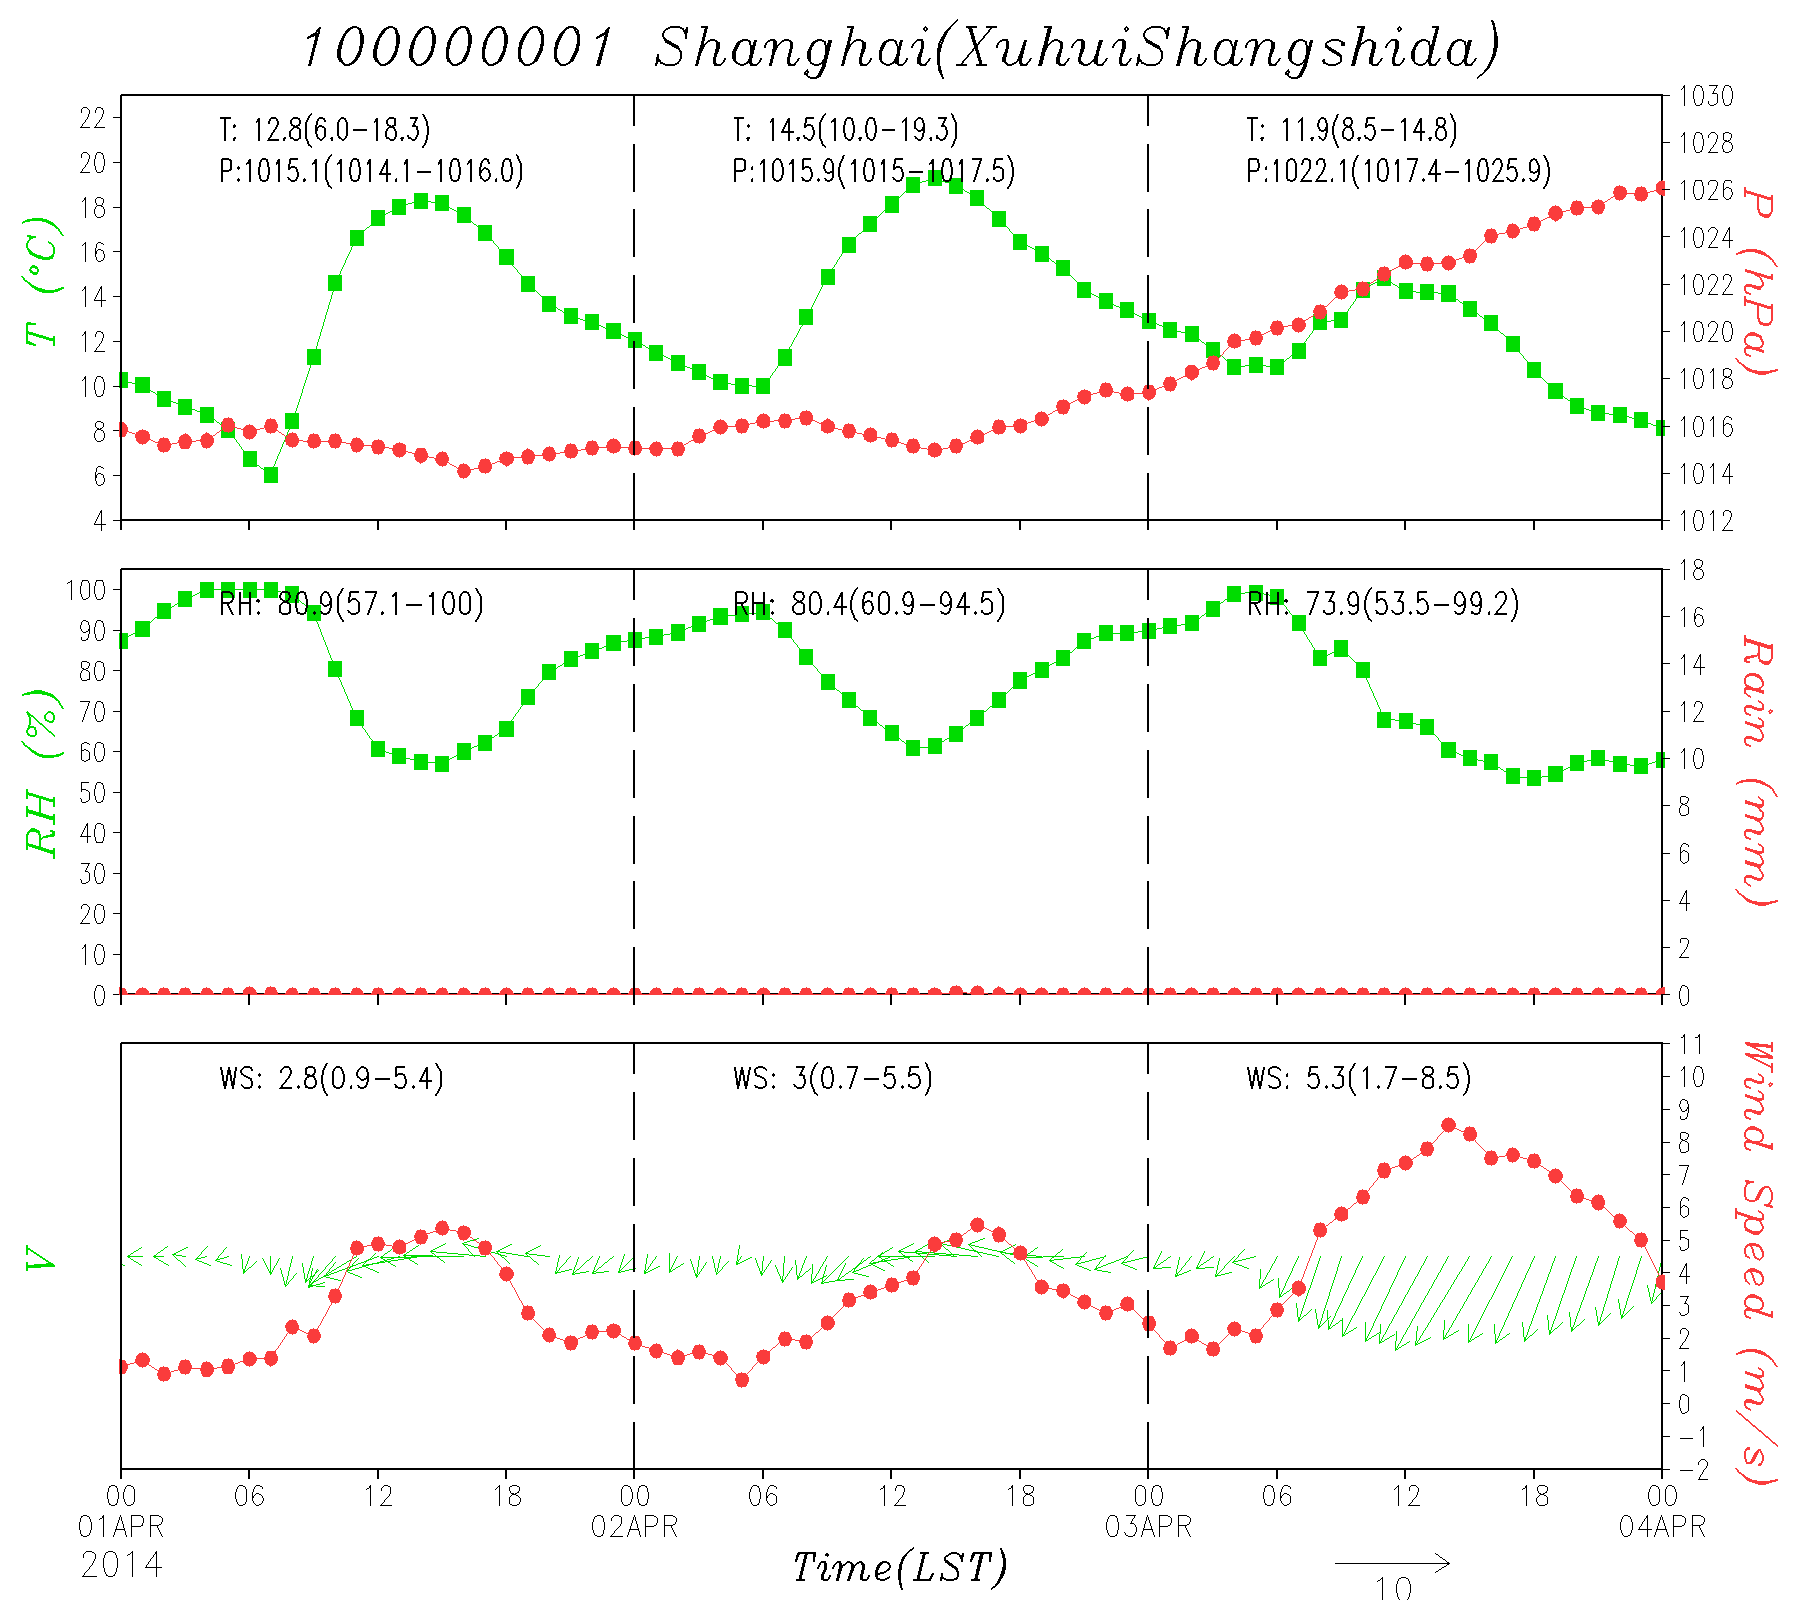 100000001 Shanghai(XuhuiShangshida)
T: 12.8(6.0-18.3)
P:1015.1(1014.1-1016.0)
T: 14.5(10.0-19.3)
P:1015.9(1015-1017.5)
T: 11.9(8.5-14.8)
P:1022.1(1017.4-1025.9)
T (°C)
22
20
18
16
14
12
10
8
6
4
P (hPa)
1030
1028
1026
1024
1022
1020
1018
1016
1014
1012
RH: 80.9(57.1-100)
RH: 80.4(60.9-94.5)
RH: 73.9(53.5-99.2)
RH (%)
100
90
80
70
60
50
40
30
20
10
0
Rain (mm)
18
16
14
12
10
8
6
4
2
0
WS: 2.8(0.9-5.4)
WS: 3(0.7-5.5)
WS: 5.3(1.7-8.5)
V
Wind Speed (m/s)
11
10
9
8
7
6
5
4
3
2
1
0
-1
-2
00 06 12 18 00 06 12 18 00 06 12 18 00
01APR 02APR 03APR 04APR
2014
Time(LST)
10